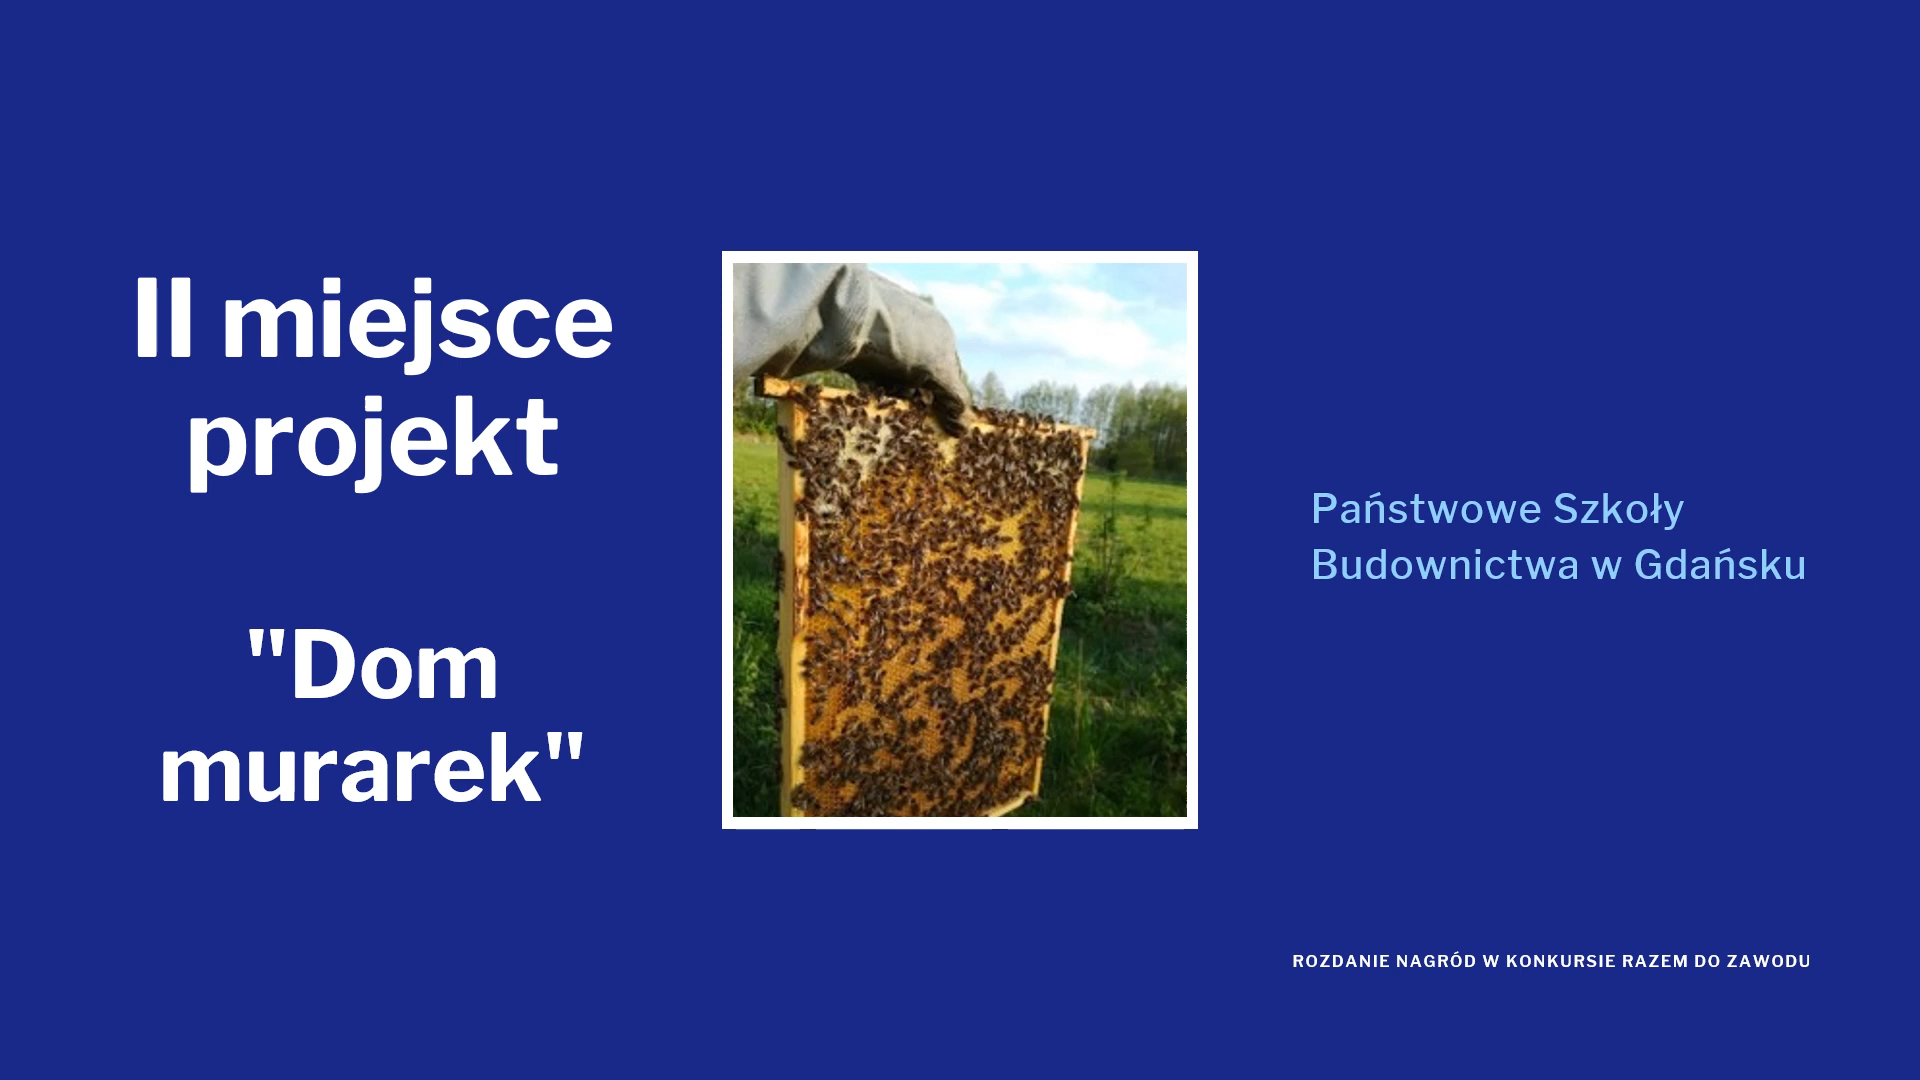 II miejsce
projekt
"Dom
murarek"
Państwowe Szkoły
Budownictwa w Gdańsku
ROZDANIE NAGRÓD W KONKURSIE RAZEM DO ZAWODU